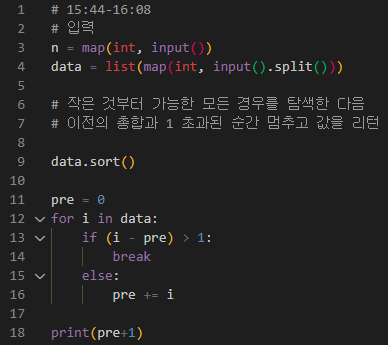 1 # 15:44-16:08
2 # 입력
3 n = map(int, input())
4 data = list(map(int, input().split()))
5
6 # 작은 것부터 가능한 모든 경우를 탐색한 다음
7 # 이전의 총합과 1 초과된 순간 멈추고 값을 리턴
8
9 data.sort()
10
11 pre = 0
12 for i in data:
13     if (i - pre) > 1:
14         break
15     else:
16         pre += i
17
18 print(pre+1)